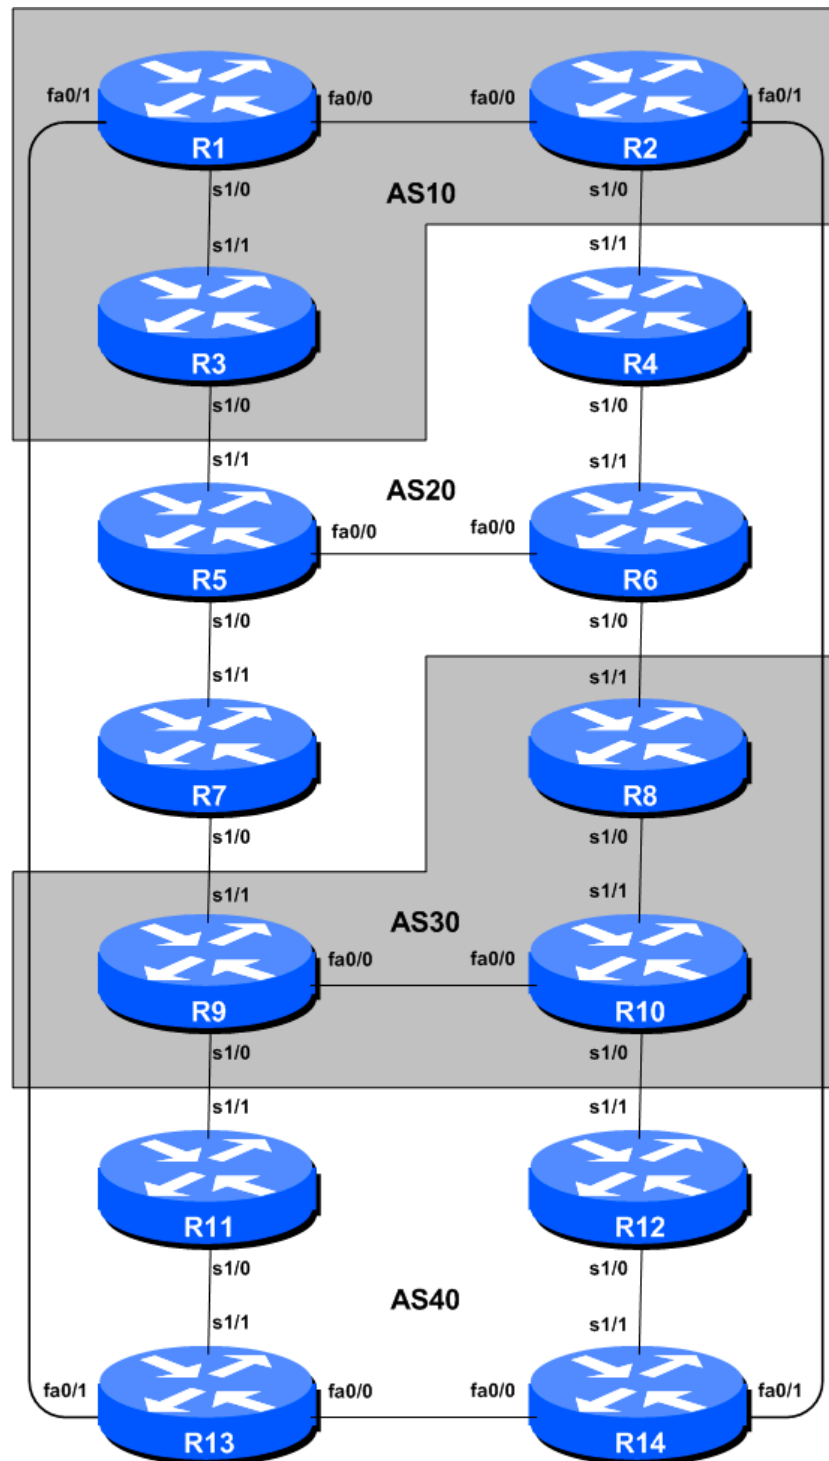 fa0/1 fa0/0 fa0/0 fa0/1
R1 R2
s1/0 AS10 s1/0
s1/1 s1/1
R3 R4
s1/0 s1/0
s1/1 s1/1
AS20
fa0/0 fa0/0
R5 R6
s1/0 s1/0
s1/1 s1/1
R7 R8
s1/0 s1/0
s1/1 s1/1
AS30
fa0/0 fa0/0
R9 R10
s1/0 s1/0
s1/1 s1/1
R11 R12
s1/0 s1/0
AS40
s1/1 s1/1
fa0/1 fa0/0 fa0/0 fa0/1
R13 R14